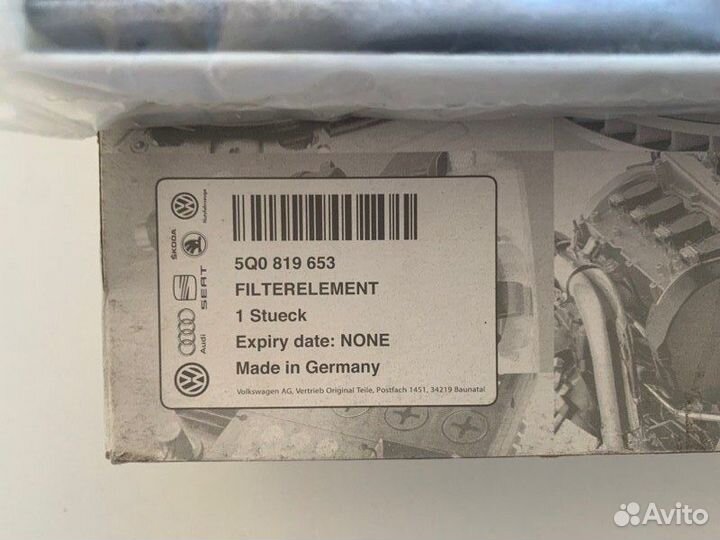 Nutzfahrzeuge
ŠKODA
SEAT
Audi
5Q0 819 653
FILTERELEMENT
1 Stueck
Expiry date: NONE
Made in Germany
Volkswagen AG, Vertrieb Original Teile, Postfach 1451, 34219 Baunatal
Avito